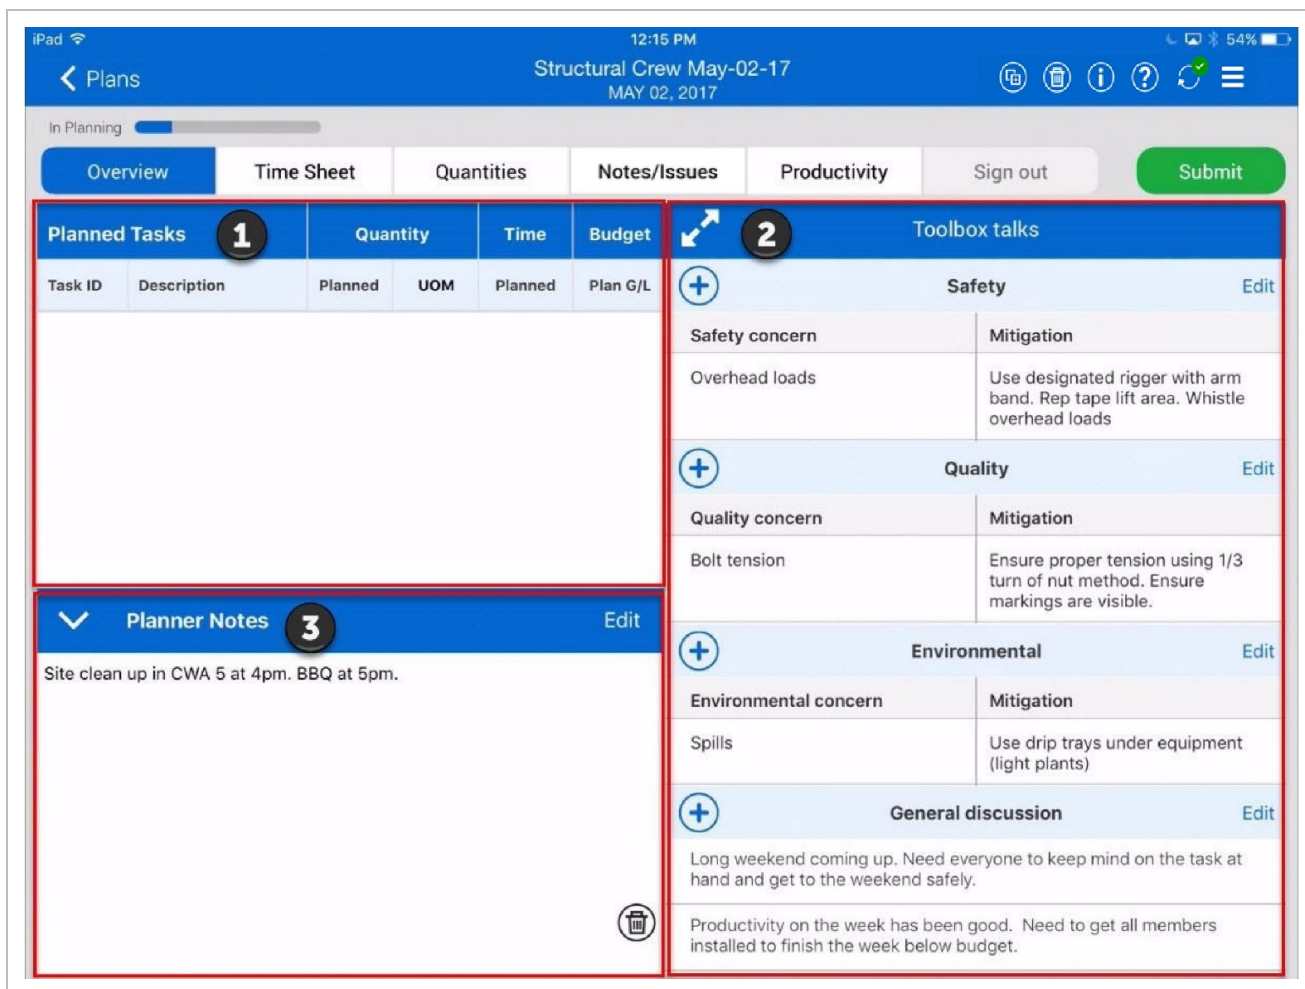 iPad 12:15 PM 54%
Plans
Structural Crew May-02-17
MAY 02, 2017
In Planning
Overview Time Sheet Quantities Notes/Issues Productivity Sign out Submit
Planned Tasks 1 Quantity Time Budget
Task ID Description Planned UOM Planned Plan G/L
Planner Notes 3 Edit
Site clean up in CWA 5 at 4pm. BBQ at 5pm.
2 Toolbox talks
Safety Edit
Safety concern Mitigation
Overhead loads Use designated rigger with arm
band. Rep tape lift area. Whistle
overhead loads
Quality Edit
Quality concern Mitigation
Bolt tension Ensure proper tension using 1/3
turn of nut method. Ensure
markings are visible.
Environmental Edit
Environmental concern Mitigation
Spills Use drip trays under equipment
(light plants)
General discussion Edit
Long weekend coming up. Need everyone to keep mind on the task at
hand and get to the weekend safely.
Productivity on the week has been good. Need to get all members
installed to finish the week below budget.